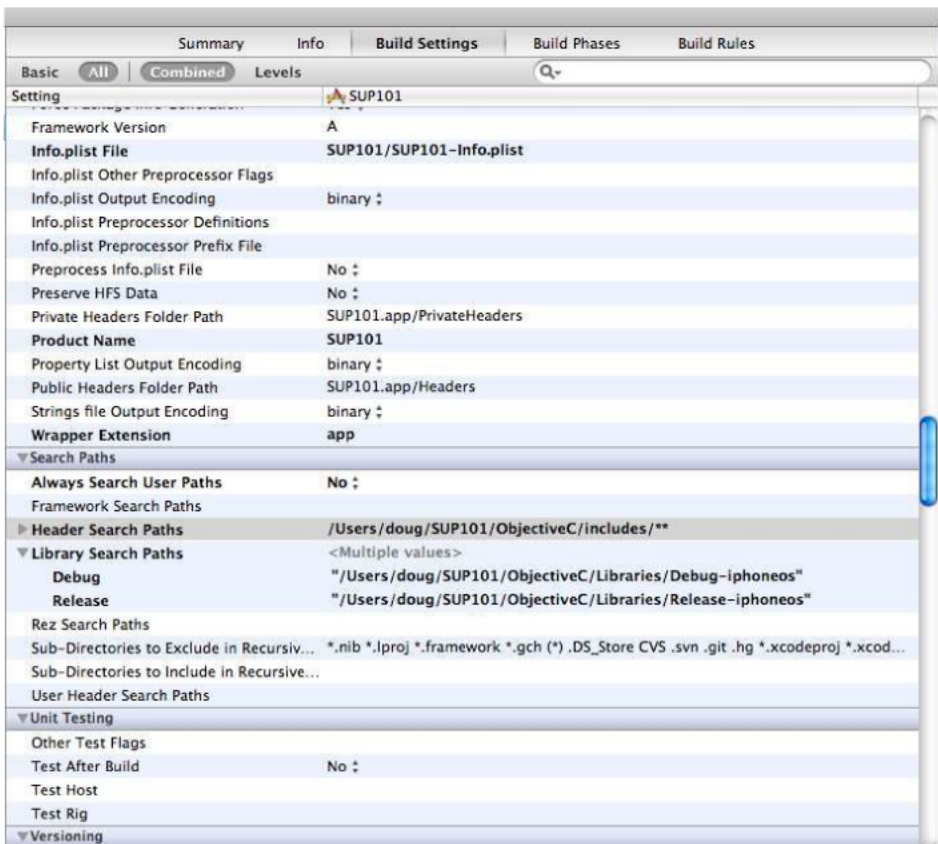 Summary Info Build Settings Build Phases Build Rules
Basic All Combined Levels
Setting SUP101
Framework Version A
Info.plist File SUP101/SUP101-Info.plist
Info.plist Other Preprocessor Flags
Info.plist Output Encoding binary
Info.plist Preprocessor Definitions
Info.plist Preprocessor Prefix File
Preprocess Info.plist File No
Preserve HFS Data No
Private Headers Folder Path SUP101.app/PrivateHeaders
Product Name SUP101
Property List Output Encoding binary
Public Headers Folder Path SUP101.app/Headers
Strings file Output Encoding binary
Wrapper Extension app
Search Paths
Always Search User Paths No
Framework Search Paths
Header Search Paths /Users/doug/SUP101/ObjectiveC/includes/**
Library Search Paths <Multiple values>
Debug "/Users/doug/SUP101/ObjectiveC/Libraries/Debug-iphoneos"
Release "/Users/doug/SUP101/ObjectiveC/Libraries/Release-iphoneos"
Rez Search Paths
Sub-Directories to Exclude in Recursiv... *.nib *.lproj *.framework *.gch (*) .DS_Store CVS .svn .git .hg *.xcodeproj *.xcod...
Sub-Directories to Include in Recursive...
User Header Search Paths
Unit Testing
Other Test Flags
Test After Build No
Test Host
Test Rig
Versioning